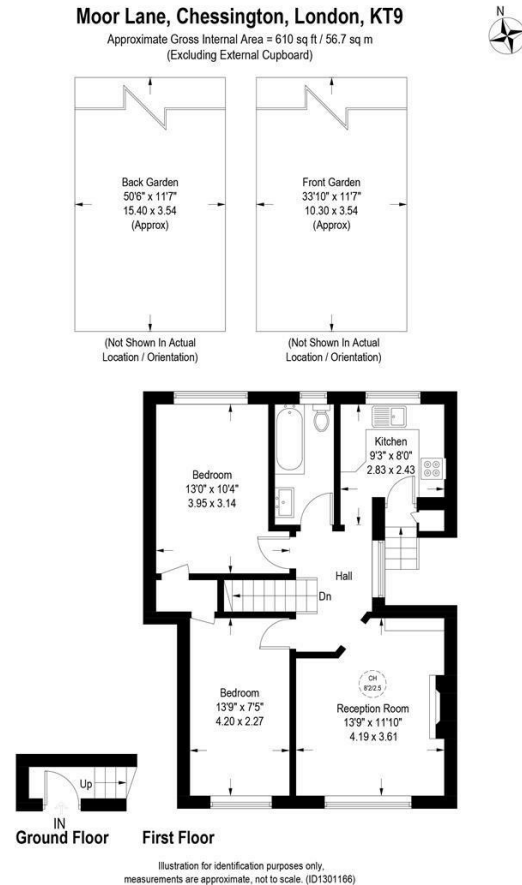 Moor Lane, Chessington, London, KT9
Approximate Gross Internal Area = 610 sq ft / 56.7 sq m
(Excluding External Cupboard)
N
Back Garden
50'6" x 11'7"
15.40 x 3.54
(Approx)
Front Garden
33'10" x 11'7"
10.30 x 3.54
(Approx)
(Not Shown In Actual
Location / Orientation)
(Not Shown In Actual
Location / Orientation)
Kitchen
9'3" x 8'0"
2.83 x 2.43
Bedroom
13'0" x 10'4"
3.95 x 3.14
Hall
Dn
Bedroom
13'9" x 7'5"
4.20 x 2.27
CH
8'2/2.5
Reception Room
13'9" x 11'10"
4.19 x 3.61
Up
IN
Ground Floor
First Floor
Illustration for identification purposes only,
measurements are approximate, not to scale. (ID1301166)